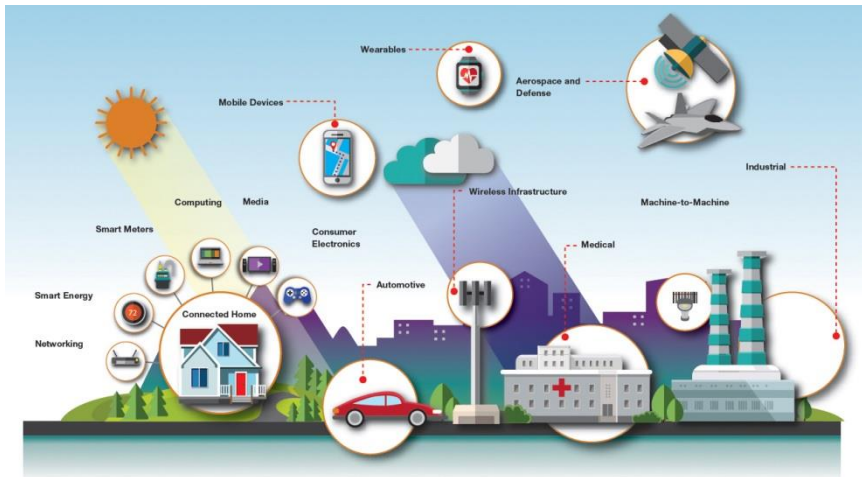 Wearables
Aerospace and
Defense
Mobile Devices
Industrial
Wireless Infrastructure
Computing
Media
Machine-to-Machine
Smart Meters
Consumer
Electronics
Medical
Automotive
Smart Energy
72
Connected Home
Networking